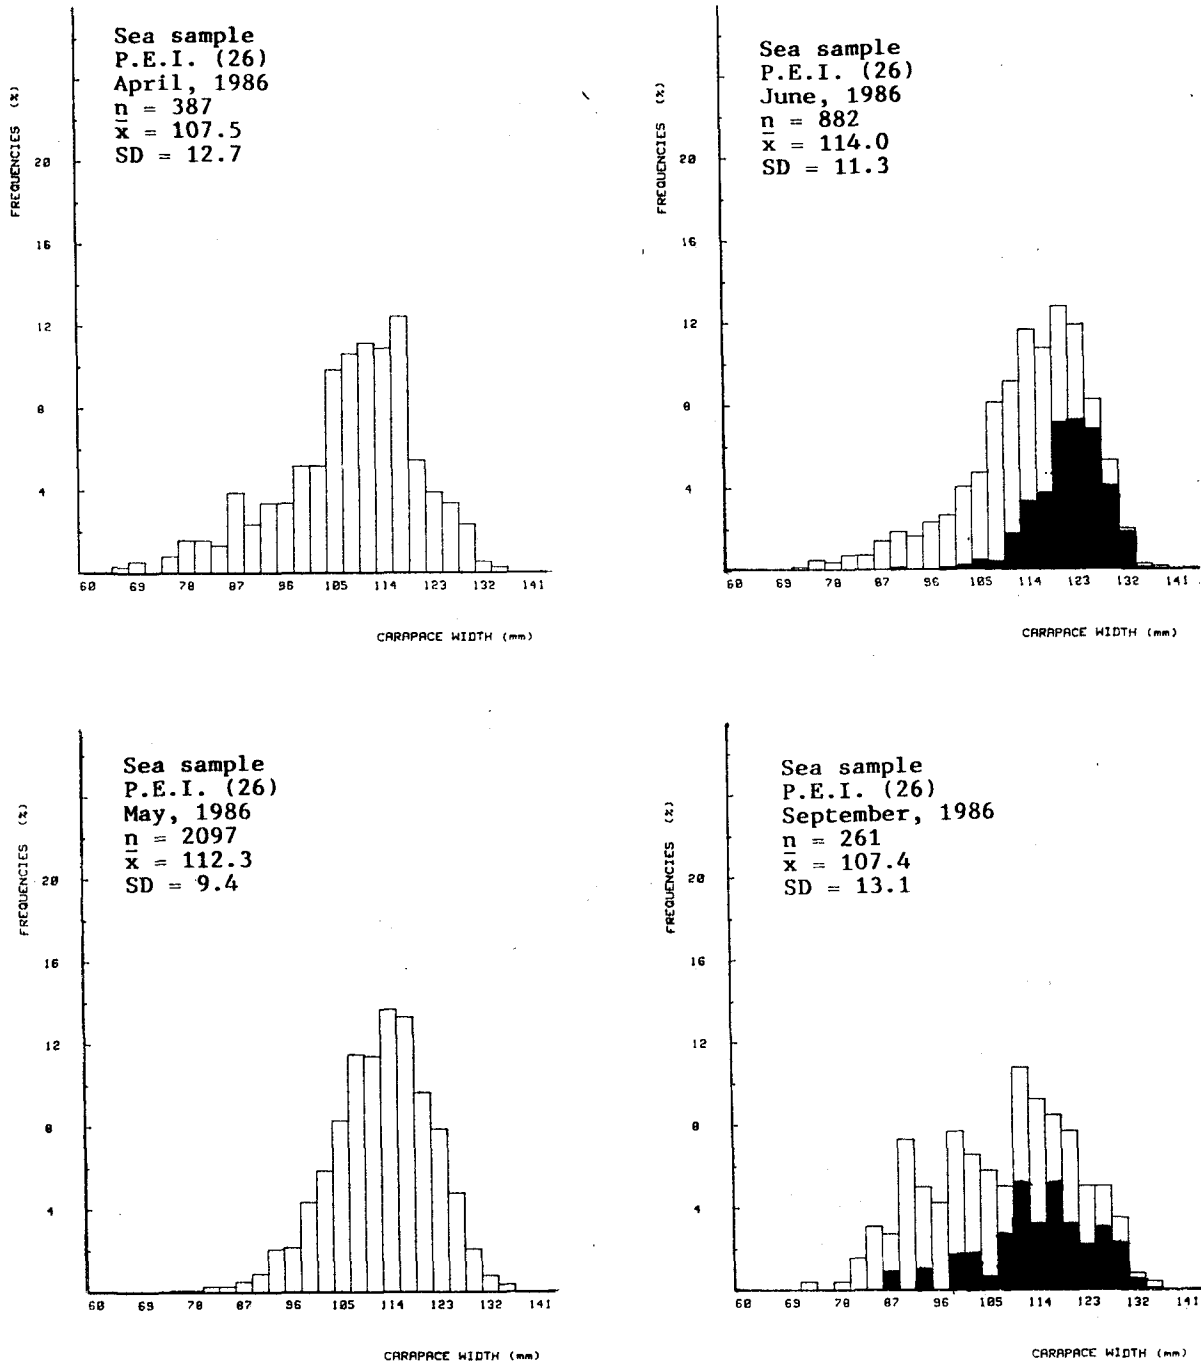 Sea sample
P.E.I. (26)
April, 1986
n = 387
x̄ = 107.5
SD = 12.7
FREQUENCIES (%)
20
16
12
8
4
60 69 78 87 96 105 114 123 132 141
CARAPACE WIDTH (mm)
Sea sample
P.E.I. (26)
June, 1986
n = 882
x̄ = 114.0
SD = 11.3
FREQUENCIES (%)
20
16
12
8
4
60 69 78 87 96 105 114 123 132 141
CARAPACE WIDTH (mm)
Sea sample
P.E.I. (26)
May, 1986
n = 2097
x̄ = 112.3
SD = 9.4
FREQUENCIES (%)
20
16
12
8
4
60 69 78 87 96 105 114 123 132 141
CARAPACE WIDTH (mm)
Sea sample
P.E.I. (26)
September, 1986
n = 261
x̄ = 107.4
SD = 13.1
FREQUENCIES (%)
20
16
12
8
4
60 69 78 87 96 105 114 123 132 141
CARAPACE WIDTH (mm)